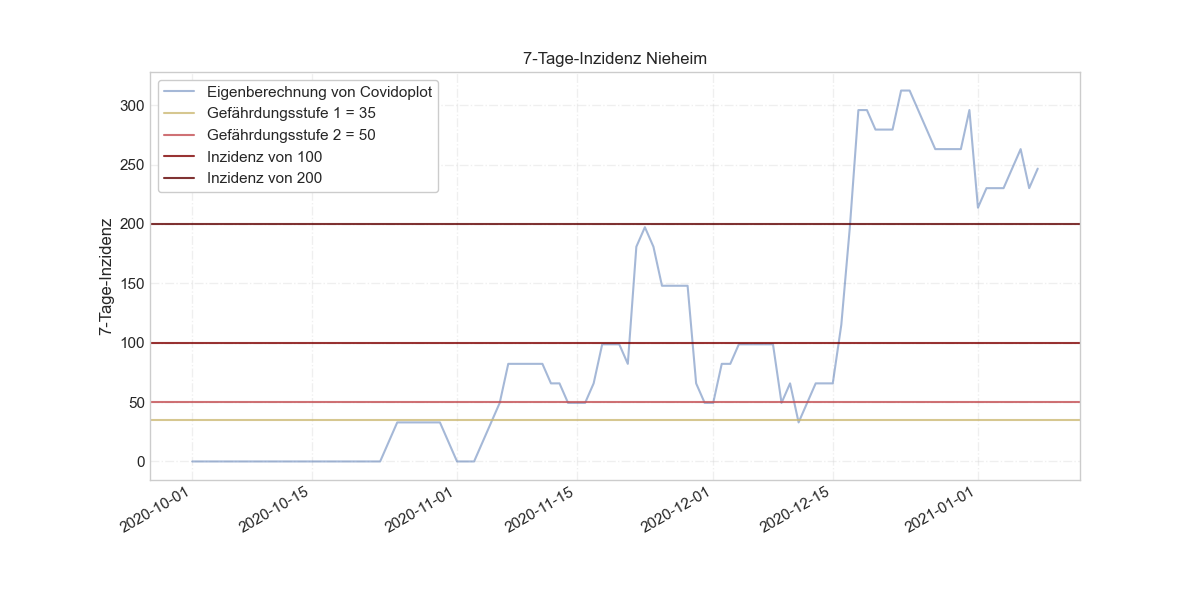 7-Tage-Inzidenz Nieheim
Eigenberechnung von Covidoplot
Gefährdungsstufe 1 = 35
Gefährdungsstufe 2 = 50
Inzidenz von 100
Inzidenz von 200
7-Tage-Inzidenz
300
250
200
150
100
50
0
2020-10-01
2020-10-15
2020-11-01
2020-11-15
2020-12-01
2020-12-15
2021-01-01